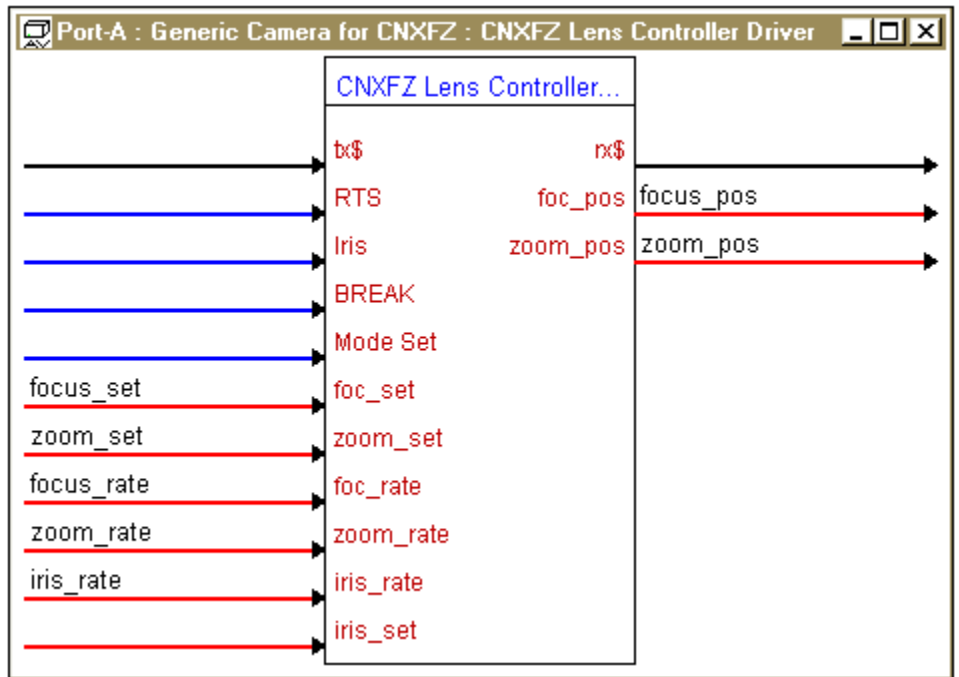 Port-A : Generic Camera for CNXFZ : CNXFZ Lens Controller Driver
CNXFZ Lens Controller...
tx$ rx$
RTS foc_pos focus_pos
Iris zoom_pos zoom_pos
BREAK
Mode Set
focus_set foc_set
zoom_set zoom_set
focus_rate foc_rate
zoom_rate zoom_rate
iris_rate iris_rate
iris_set